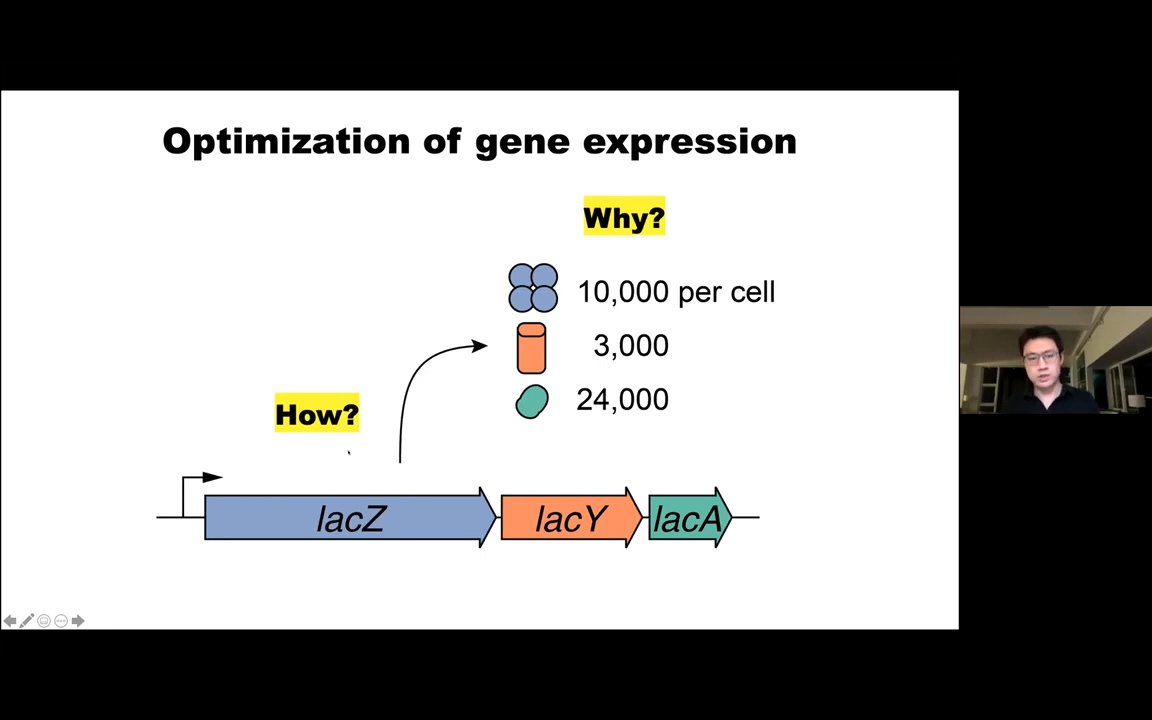 Optimization of gene expression
Why?
10,000 per cell
3,000
24,000
How?
lacZ lacY lacA